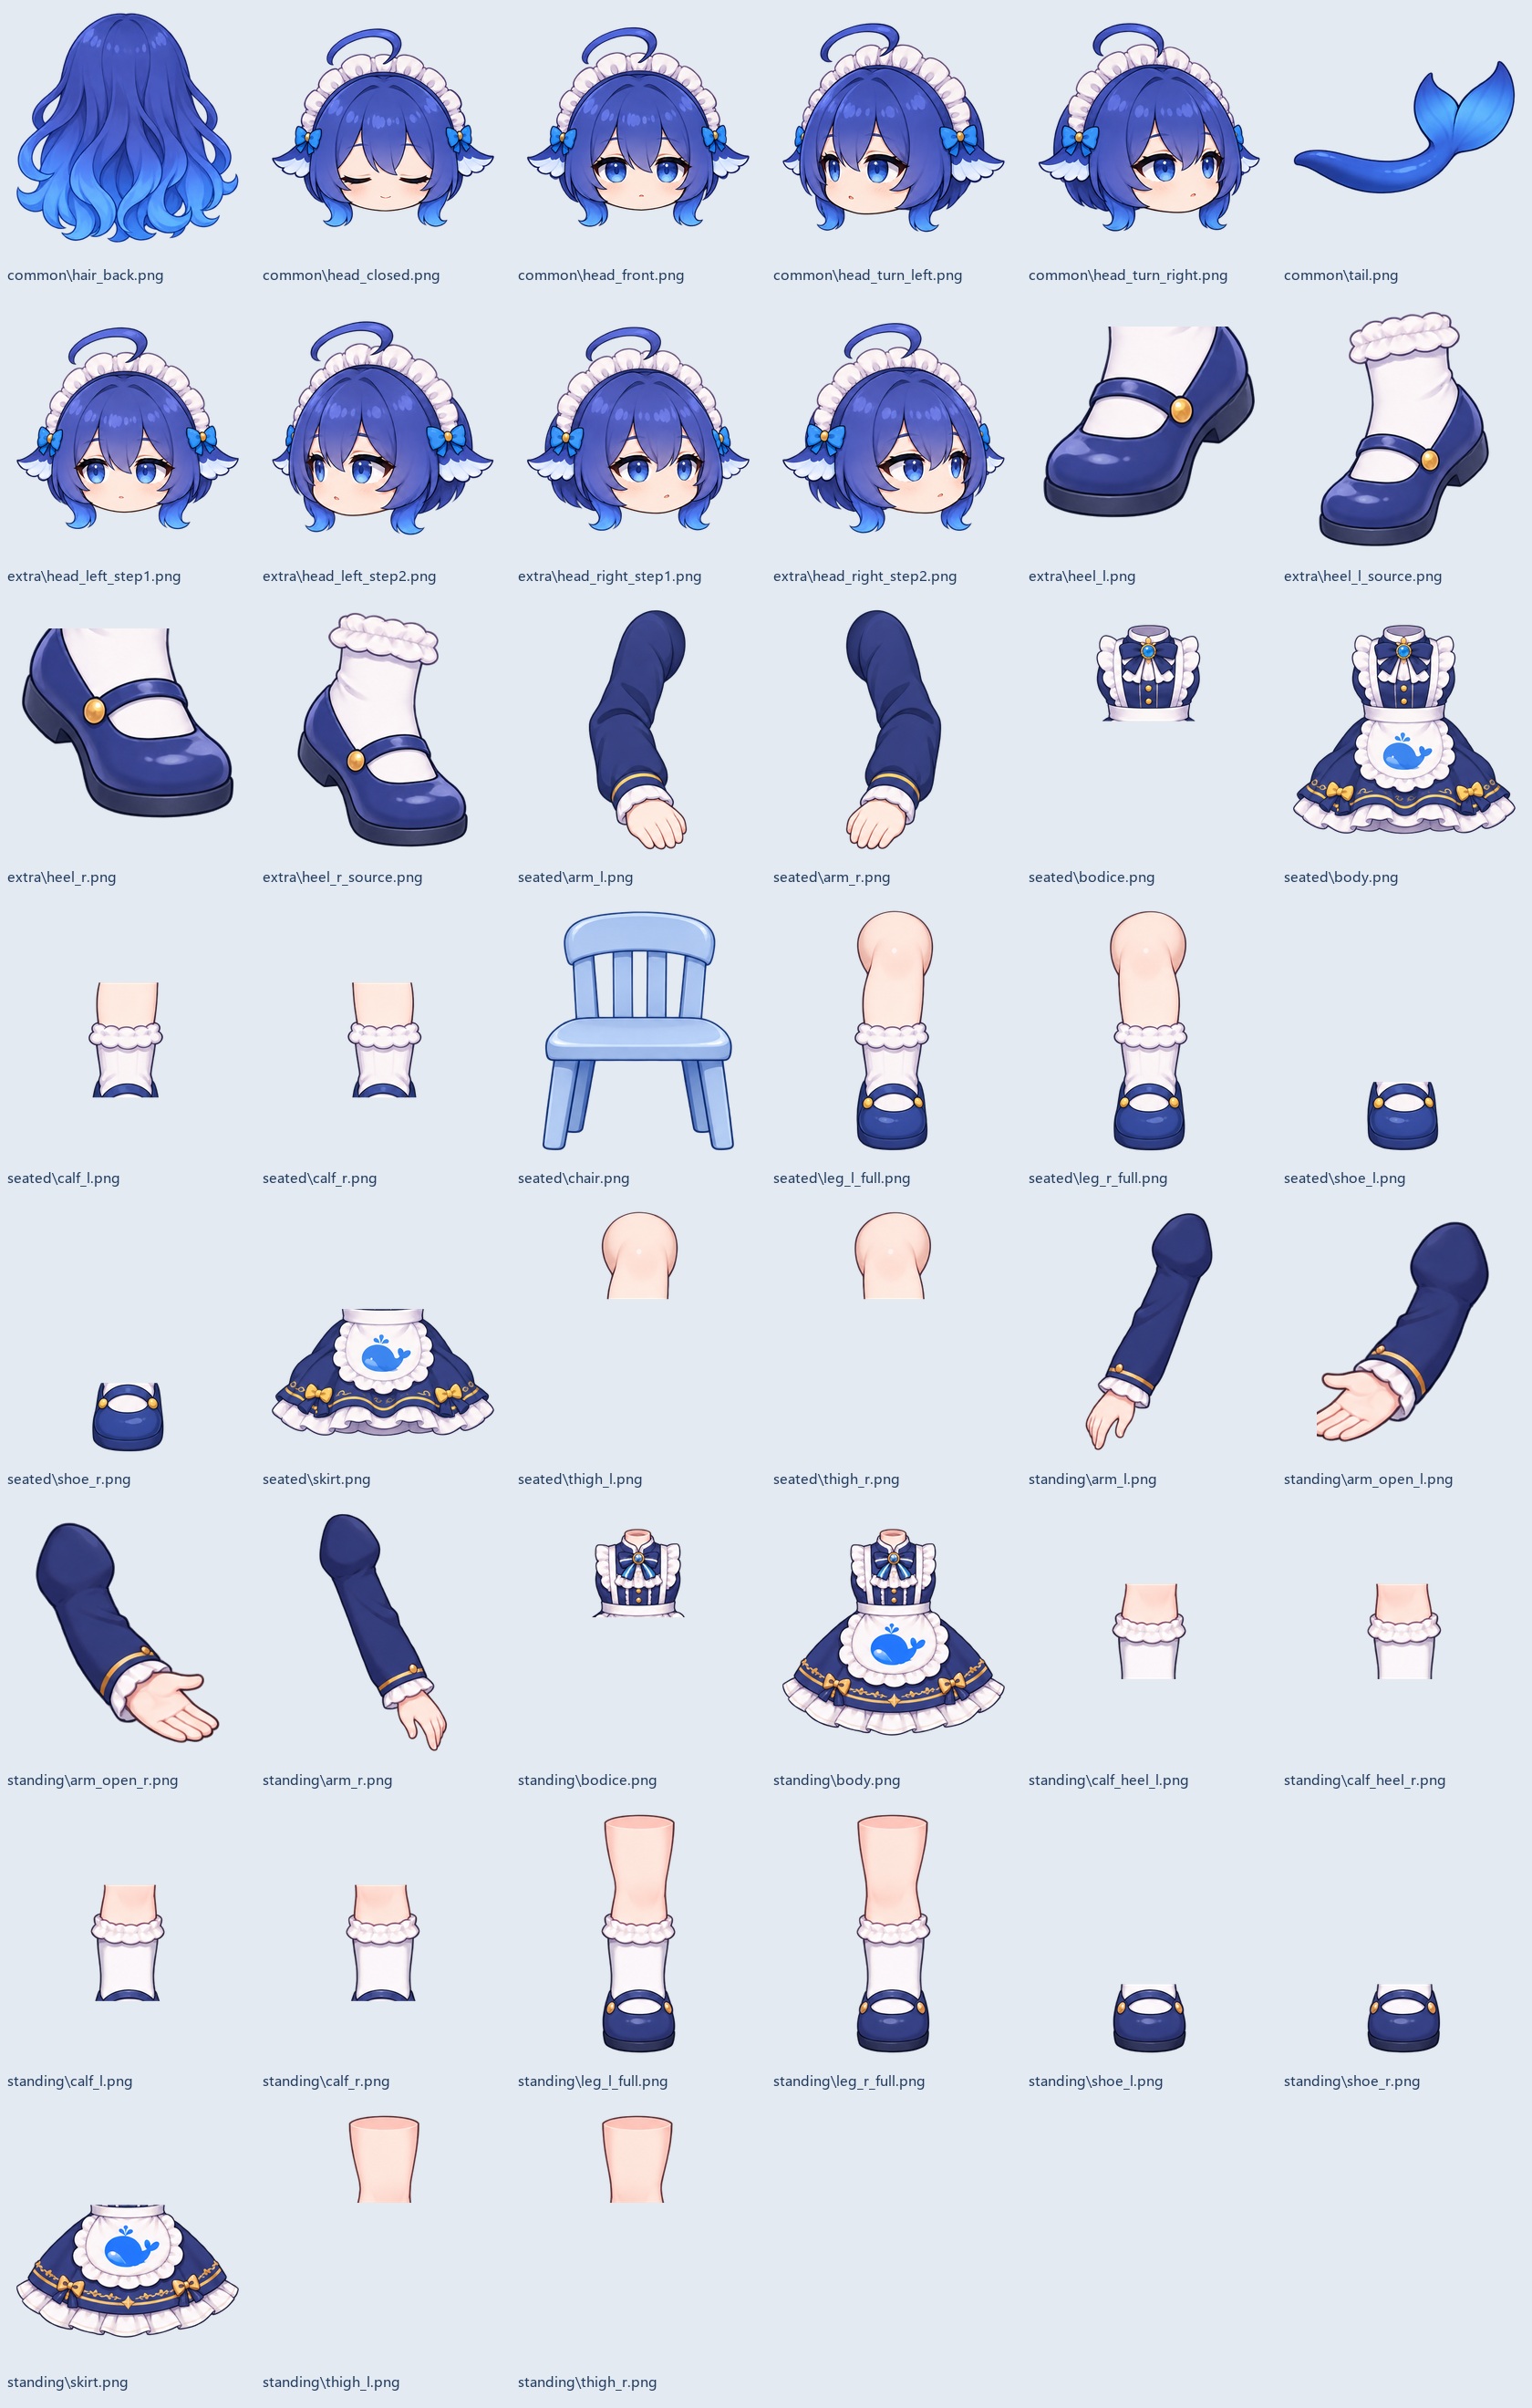 common\hair_back.png
common\head_closed.png
common\head_front.png
common\head_turn_left.png
common\head_turn_right.png
common\tail.png
extra\head_left_step1.png
extra\head_left_step2.png
extra\head_right_step1.png
extra\head_right_step2.png
extra\heel_l.png
extra\heel_l_source.png
extra\heel_r.png
extra\heel_r_source.png
seated\arm_l.png
seated\arm_r.png
seated\bodice.png
seated\body.png
seated\calf_l.png
seated\calf_r.png
seated\chair.png
seated\leg_l_full.png
seated\leg_r_full.png
seated\shoe_l.png
seated\shoe_r.png
seated\skirt.png
seated\thigh_l.png
seated\thigh_r.png
standing\arm_l.png
standing\arm_open_l.png
standing\arm_open_r.png
standing\arm_r.png
standing\bodice.png
standing\body.png
standing\calf_heel_l.png
standing\calf_heel_r.png
standing\calf_l.png
standing\calf_r.png
standing\leg_l_full.png
standing\leg_r_full.png
standing\shoe_l.png
standing\shoe_r.png
standing\skirt.png
standing\thigh_l.png
standing\thigh_r.png